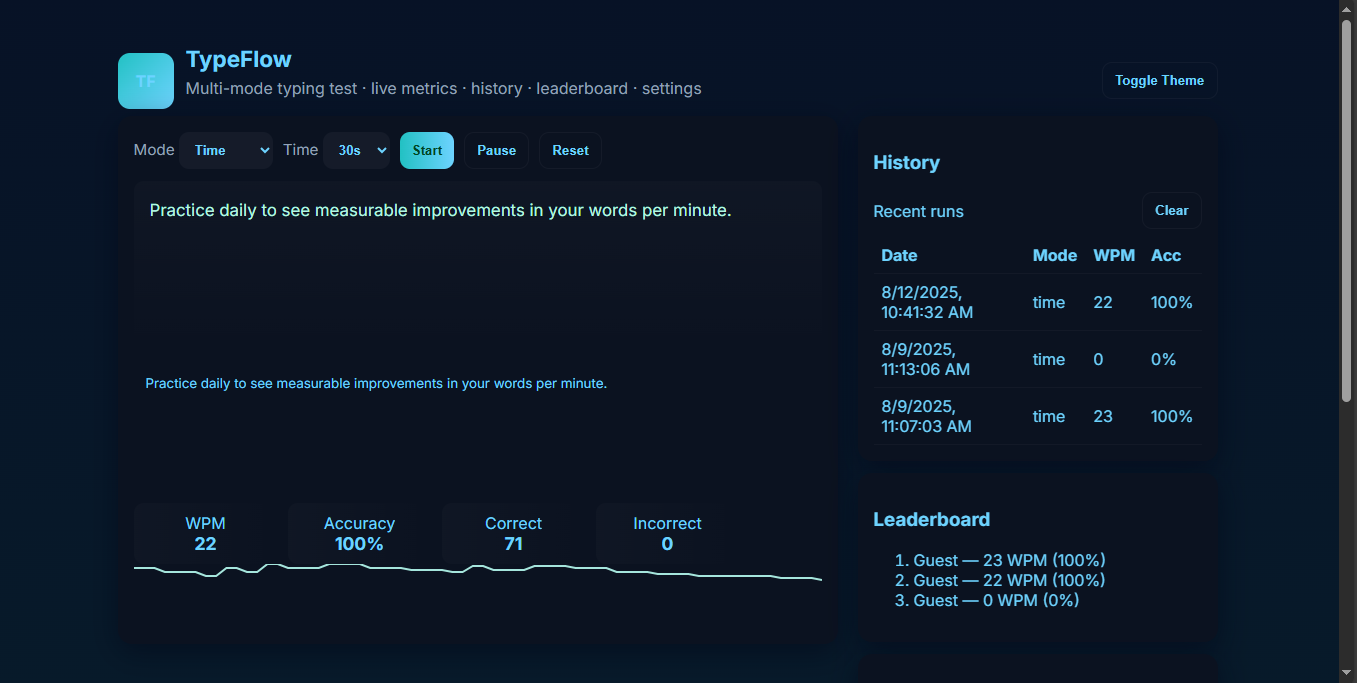 TF
TypeFlow
Multi-mode typing test · live metrics · history · leaderboard · settings
Toggle Theme
Mode Time Time 30s Start Pause Reset
Practice daily to see measurable improvements in your words per minute.
Practice daily to see measurable improvements in your words per minute.
WPM Accuracy Correct Incorrect
22 100% 71 0
History
Recent runs Clear
Date Mode WPM Acc
8/12/2025,
10:41:32 AM time 22 100%
8/9/2025,
11:13:06 AM time 0 0%
8/9/2025,
11:07:03 AM time 23 100%
Leaderboard
1. Guest — 23 WPM (100%)
2. Guest — 22 WPM (100%)
3. Guest — 0 WPM (0%)